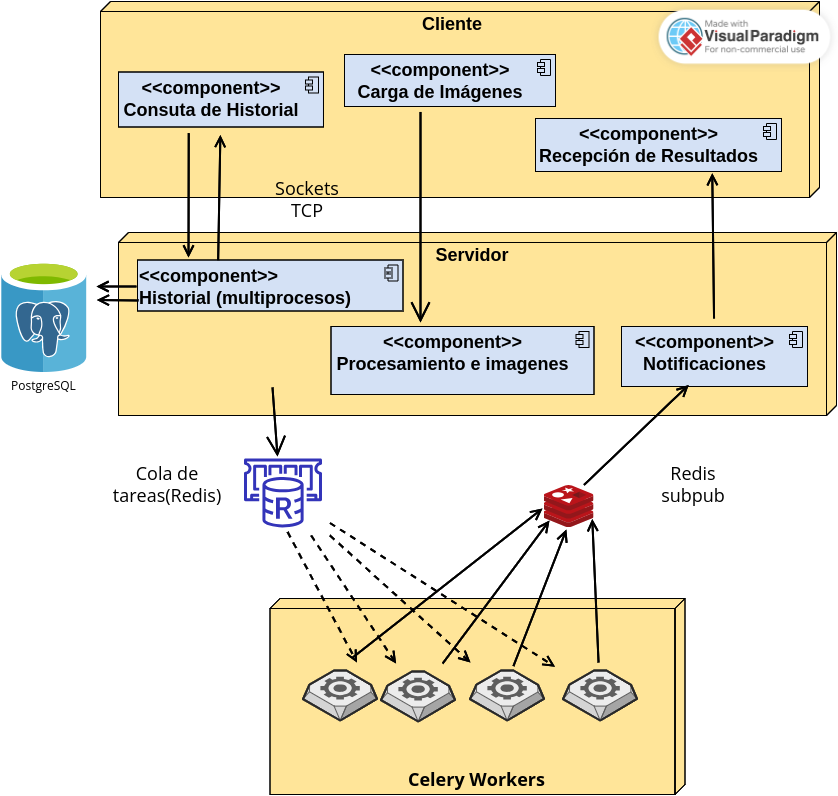 Cliente
Made with
Visual Paradigm
For non-commercial use
<<component>>
Consuta de Historial
<<component>>
Carga de Imágenes
<<component>>
Recepción de Resultados
Sockets
TCP
Servidor
<<component>>
Historial (multiprocesos)
<<component>>
Procesamiento e imagenes
<<component>>
Notificaciones
PostgreSQL
Cola de
tareas(Redis)
R
Redis
subpub
Celery Workers